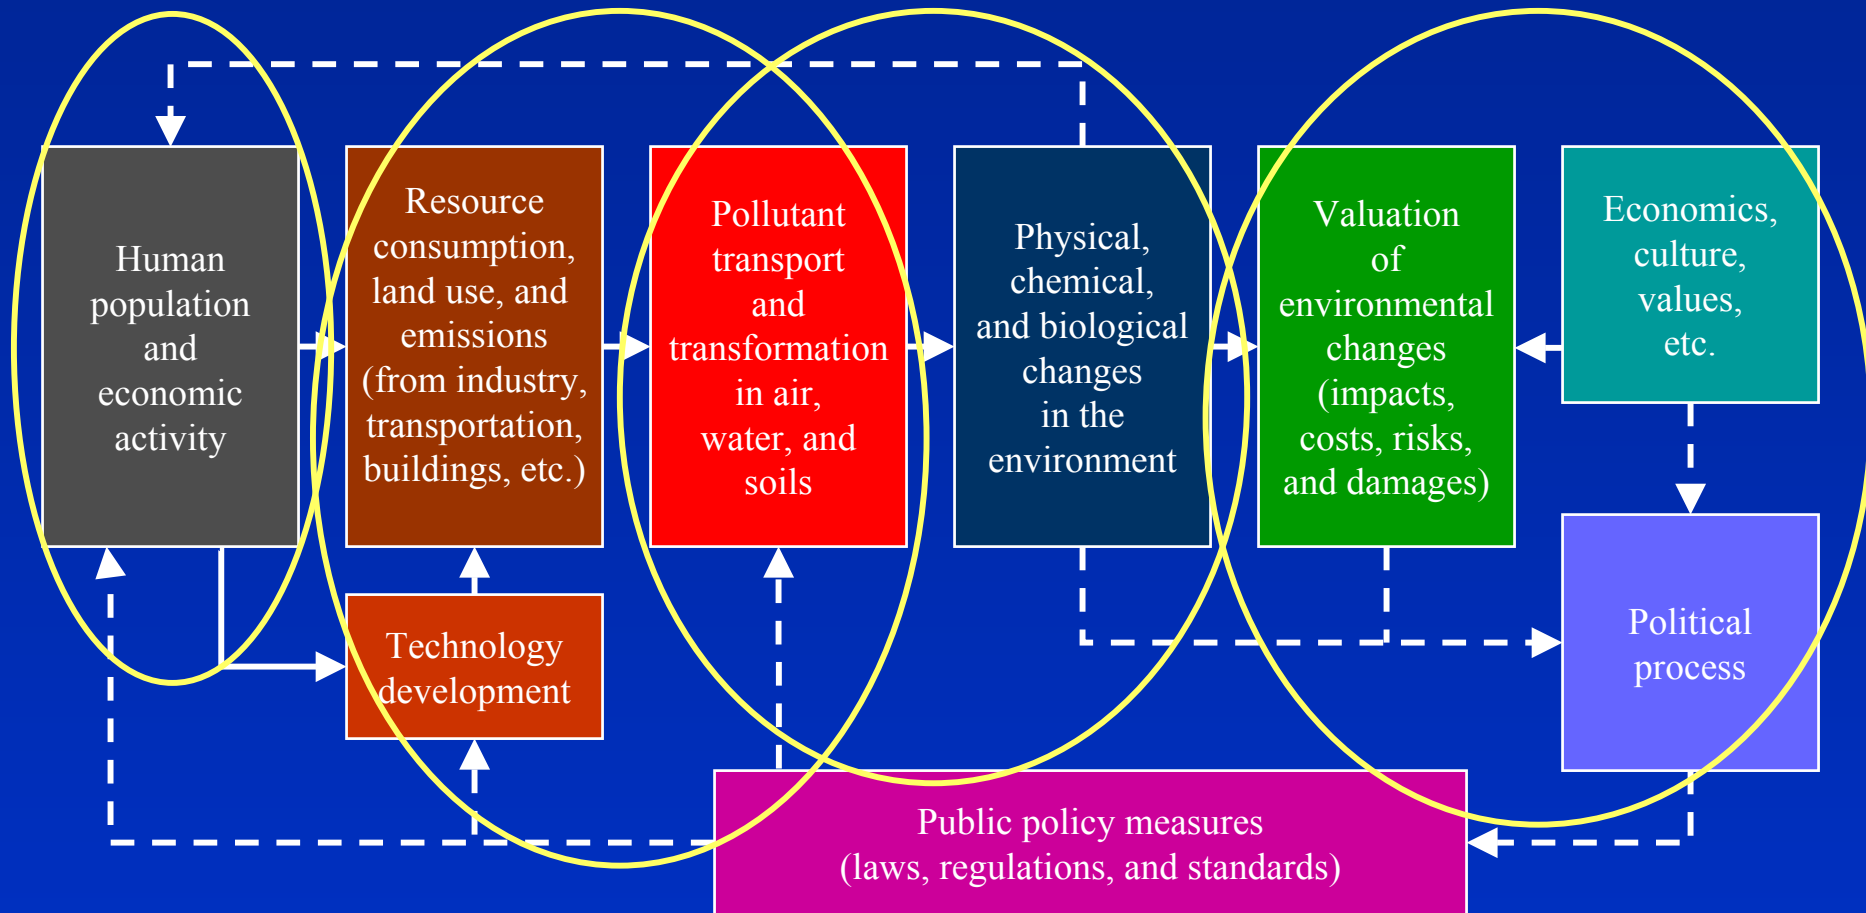 Human
population
and
economic
activity
Resource
consumption,
land use, and
emissions
(from industry,
transportation,
buildings, etc.)
Pollutant
transport
and
transformation
in air,
water, and
soils
Physical,
chemical,
and biological
changes
in the
environment
Valuation
of
environmental
changes
(impacts,
costs, risks,
and damages)
Economics,
culture,
values,
etc.
Technology
development
Political
process
Public policy measures
(laws, regulations, and standards)